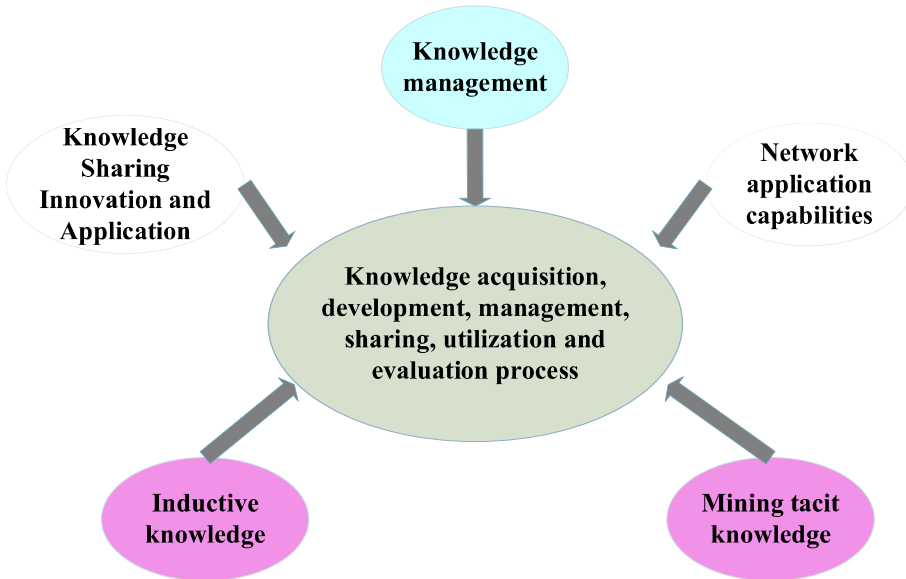 Knowledge
management
Knowledge
Sharing
Innovation and
Application
Network
application
capabilities
Knowledge acquisition,
development, management,
sharing, utilization and
evaluation process
Inductive
knowledge
Mining tacit
knowledge